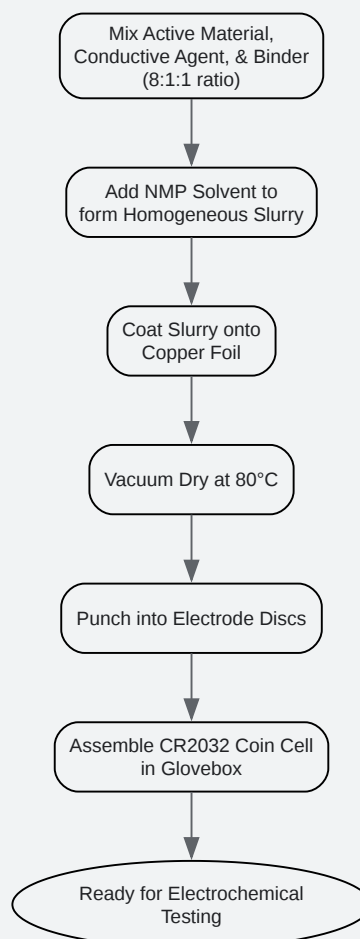 Mix Active Material,
Conductive Agent, & Binder
(8:1:1 ratio)
Add NMP Solvent to
form Homogeneous Slurry
Coat Slurry onto
Copper Foil
Vacuum Dry at 80°C
Punch into Electrode Discs
Assemble CR2032 Coin Cell
in Glovebox
Ready for Electrochemical
Testing